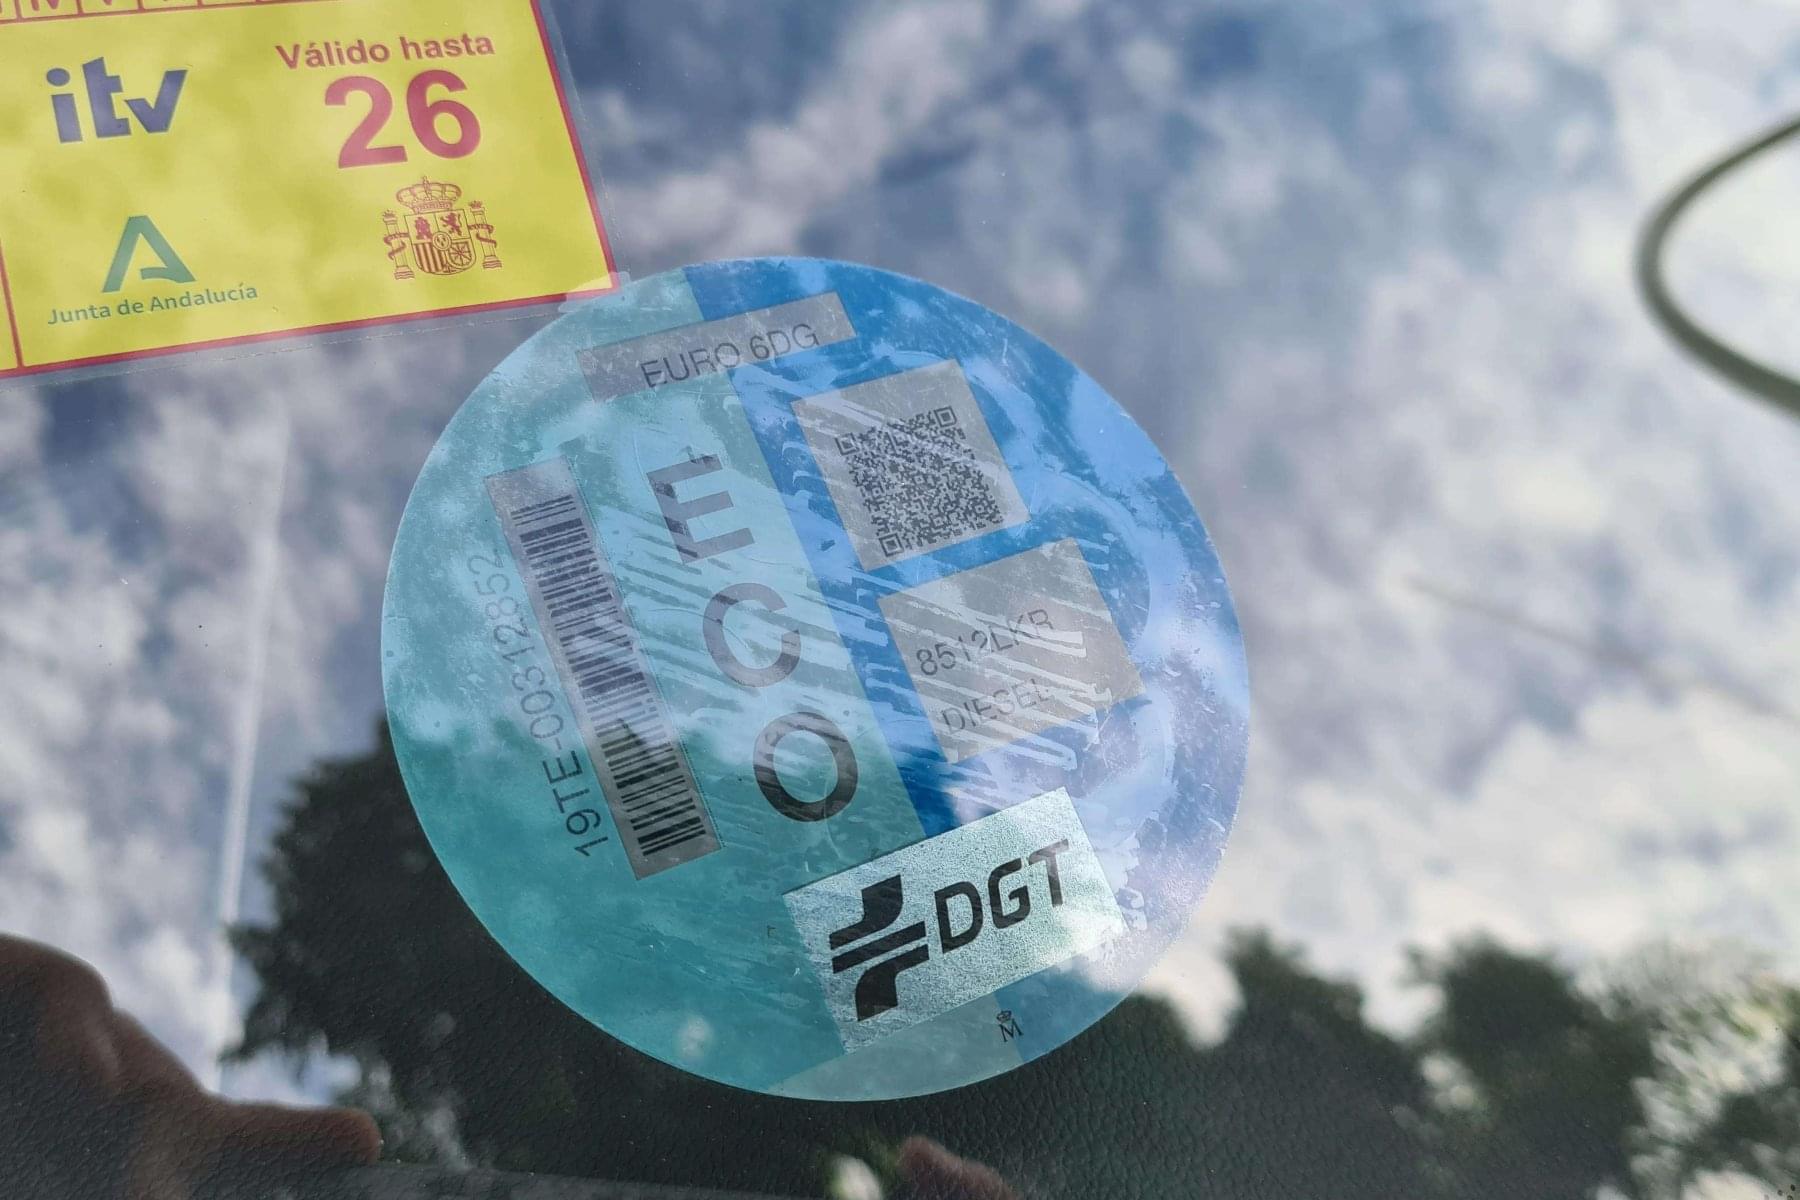 itv
Válido hasta
26
Junta de Andalucía
EURO 6DG
ECO
19TE-00312852
8512LKR
DIESEL
DGT
M